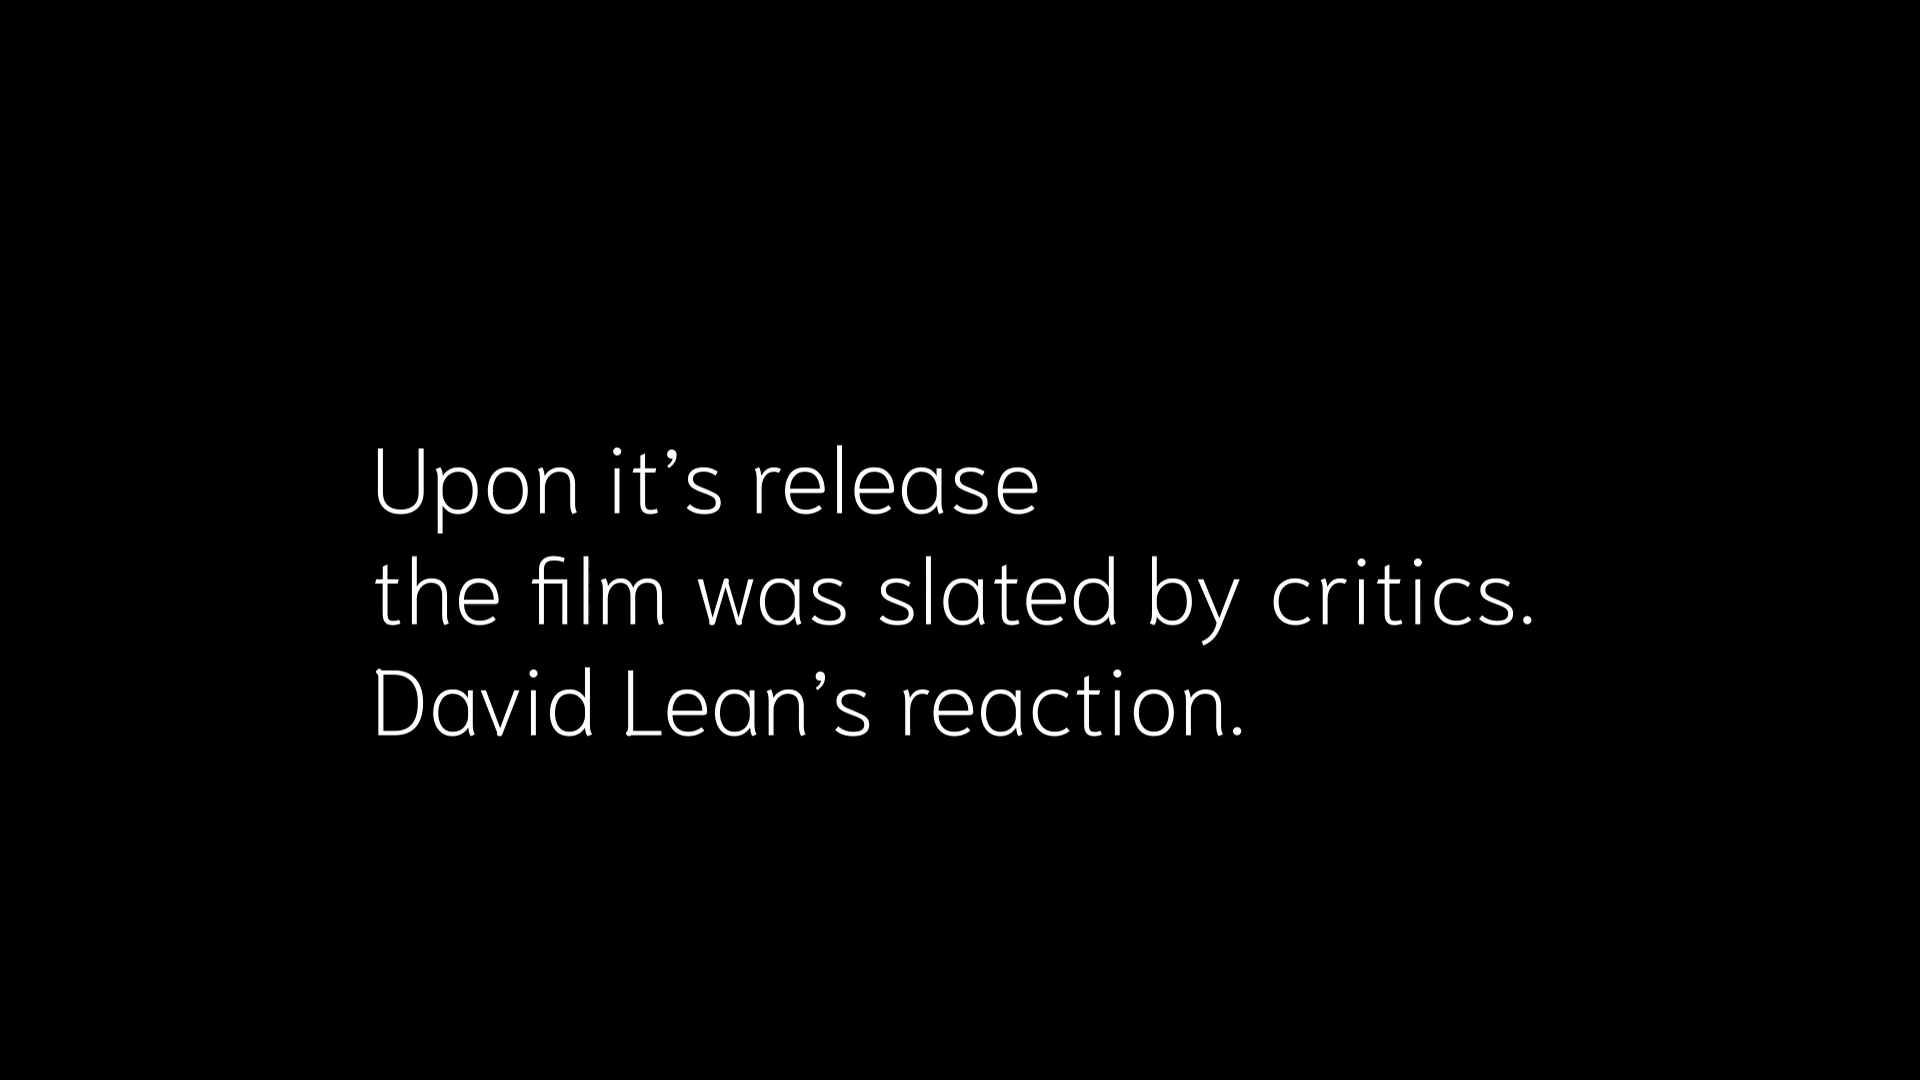 Upon it’s release
the film was slated by critics.
David Lean’s reaction.